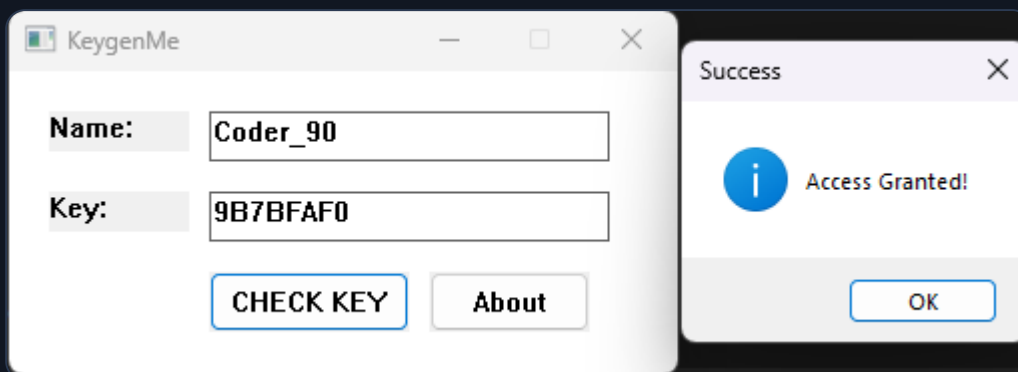 KeygenMe
Name:
Coder_90
Key:
9B7BFAF0
CHECK KEY
About
Success
Access Granted!
OK